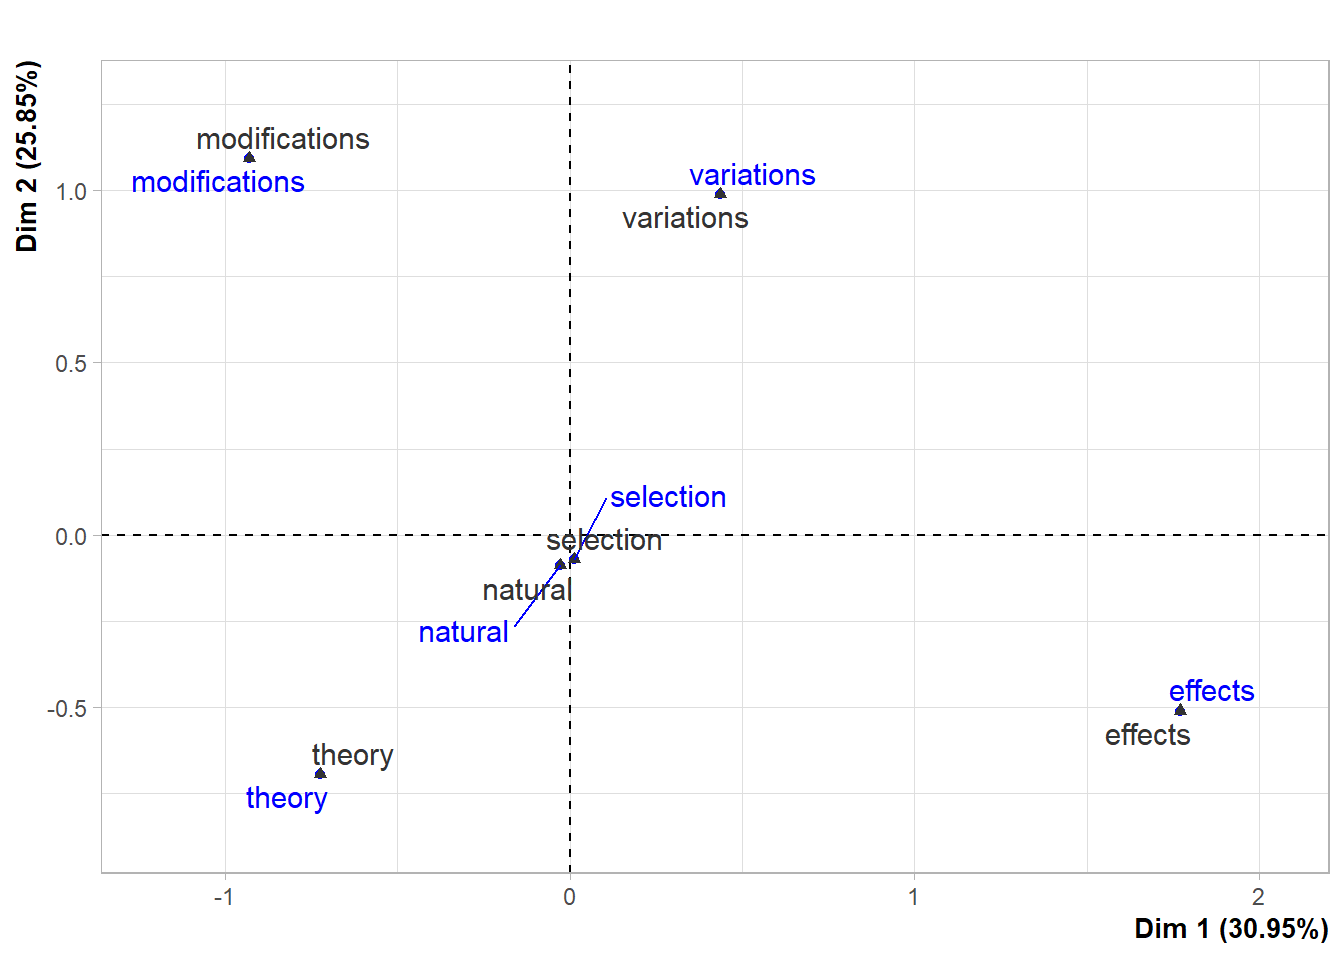 Dim 2 (25.85%)
modifications
modifications
variations
variations
1.0
0.5
selection
0.0
selection
natural
natural
effects
-0.5
effects
theory
theory
-1
0
1
2
Dim 1 (30.95%)